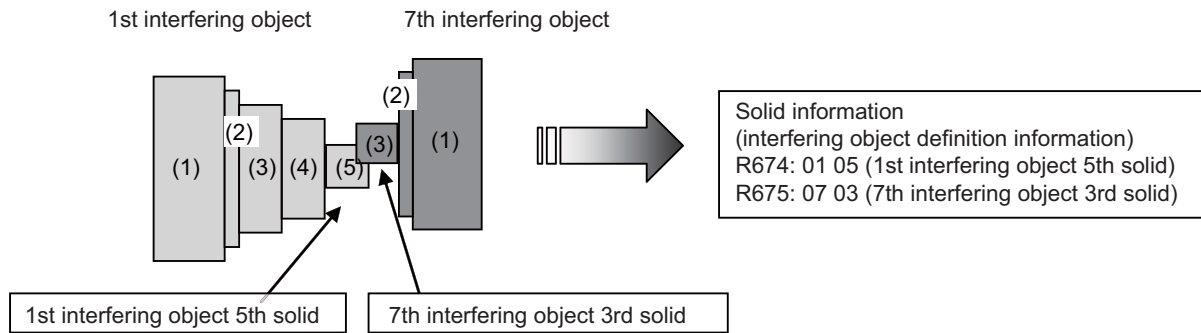 1st interfering object
7th interfering object
(1)
(2)
(3)
(4)
(5)
(3)
(2)
(1)
Solid information
(interfering object definition information)
R674: 01 05 (1st interfering object 5th solid)
R675: 07 03 (7th interfering object 3rd solid)
1st interfering object 5th solid
7th interfering object 3rd solid